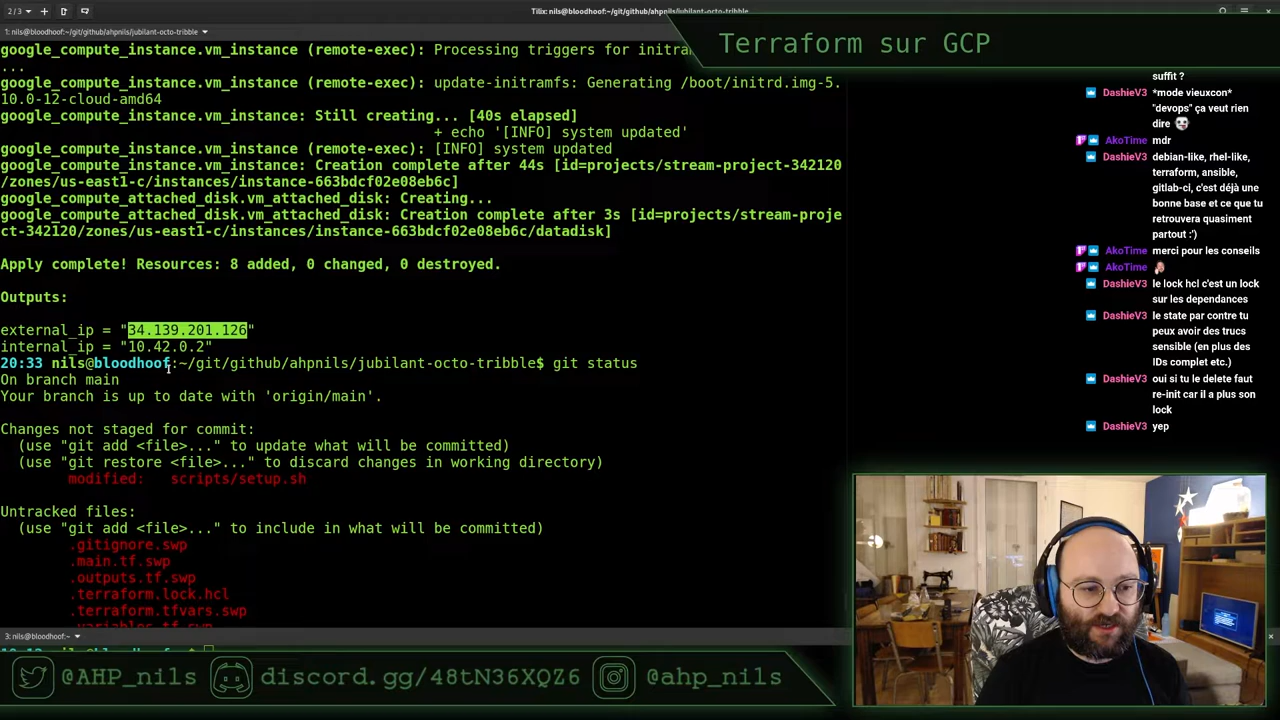 2/3
Tilix: nils@bloodhoof:~/git/github/ahpnils/jubilant-octo-tribble
1: nils@bloodhoof:~/git/github/ahpnils/jubilant-octo-tribble
Terraform sur GCP
google_compute_instance.vm_instance (remote-exec): Processing triggers for initram
...
google_compute_instance.vm_instance (remote-exec): update-initramfs: Generating /boot/initrd.img-5.
10.0-12-cloud-amd64
google_compute_instance.vm_instance: Still creating... [40s elapsed]
+ echo '[INFO] system updated'
google_compute_instance.vm_instance (remote-exec): [INFO] system updated
google_compute_instance.vm_instance: Creation complete after 44s [id=projects/stream-project-342120
/zones/us-east1-c/instances/instance-663bdcf02e08eb6c]
google_compute_attached_disk.vm_attached_disk: Creating...
google_compute_attached_disk.vm_attached_disk: Creation complete after 3s [id=projects/stream-proje
ct-342120/zones/us-east1-c/instances/instance-663bdcf02e08eb6c/datadisk]
Apply complete! Resources: 8 added, 0 changed, 0 destroyed.
Outputs:
external_ip = "34.139.201.126"
internal_ip = "10.42.0.2"
20:33 nils@bloodhoof:~/git/github/ahpnils/jubilant-octo-tribble$ git status
On branch main
Your branch is up to date with 'origin/main'.
Changes not staged for commit:
(use "git add <file>..." to update what will be committed)
(use "git restore <file>..." to discard changes in working directory)
modified: scripts/setup.sh
Untracked files:
(use "git add <file>..." to include in what will be committed)
.gitignore.swp
.main.tf.swp
.outputs.tf.swp
.terraform.lock.hcl
.terraform.tfvars.swp
.variables.tf.swp
3: nils@bloodhoof:~
suffit ?
DashieV3 *mode vieuxcon*
"devops" ça veut rien
dire
AkoTime mdr
DashieV3 debian-like, rhel-like,
terraform, ansible,
gitlab-ci, c'est déjà une
bonne base et ce que tu
retrouvera quasiment
partout :')
AkoTime merci pour les conseils
AkoTime
DashieV3 le lock hcl c'est un lock
sur les dependances
DashieV3 le state par contre tu
peux avoir des trucs
sensible (en plus des
IDs complet etc.)
DashieV3 oui si tu le delete faut
re-init car il a plus son
lock
DashieV3 yep
@AHP_nils
discord.gg/48tN36XQZ6
@ahp_nils